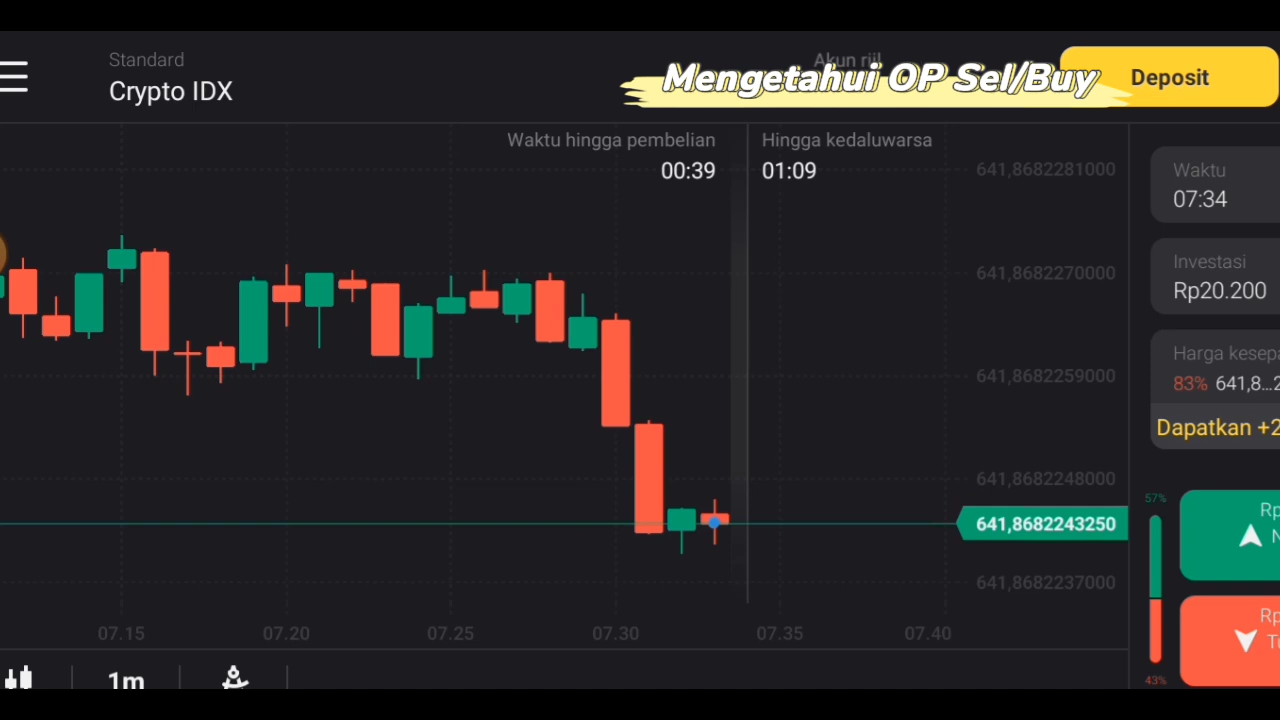 Standard
Crypto IDX
Akun riil
Mengetahui OP Sel/Buy
Deposit
Waktu hingga pembelian
00:39
Hingga kedaluwarsa
01:09
641,8682281000
641,8682270000
641,8682259000
641,8682248000
641,8682243250
641,8682237000
Waktu
07:34
Investasi
Rp20.200
Harga kesepa
83% 641,8...2
Dapatkan +2
57%
Rp
N
Rp
Tu
43%
07.15
07.20
07.25
07.30
07.35
07.40
1m